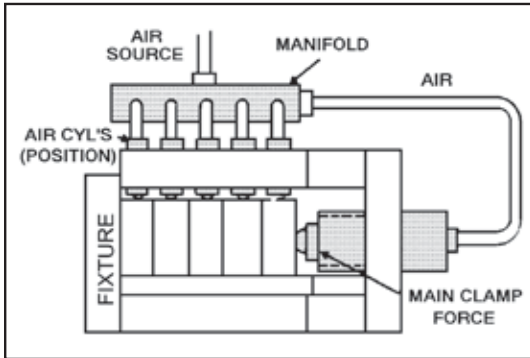 AIR
SOURCE
MANIFOLD
AIR
AIR CYL'S
(POSITION)
FIXTURE
MAIN CLAMP
FORCE